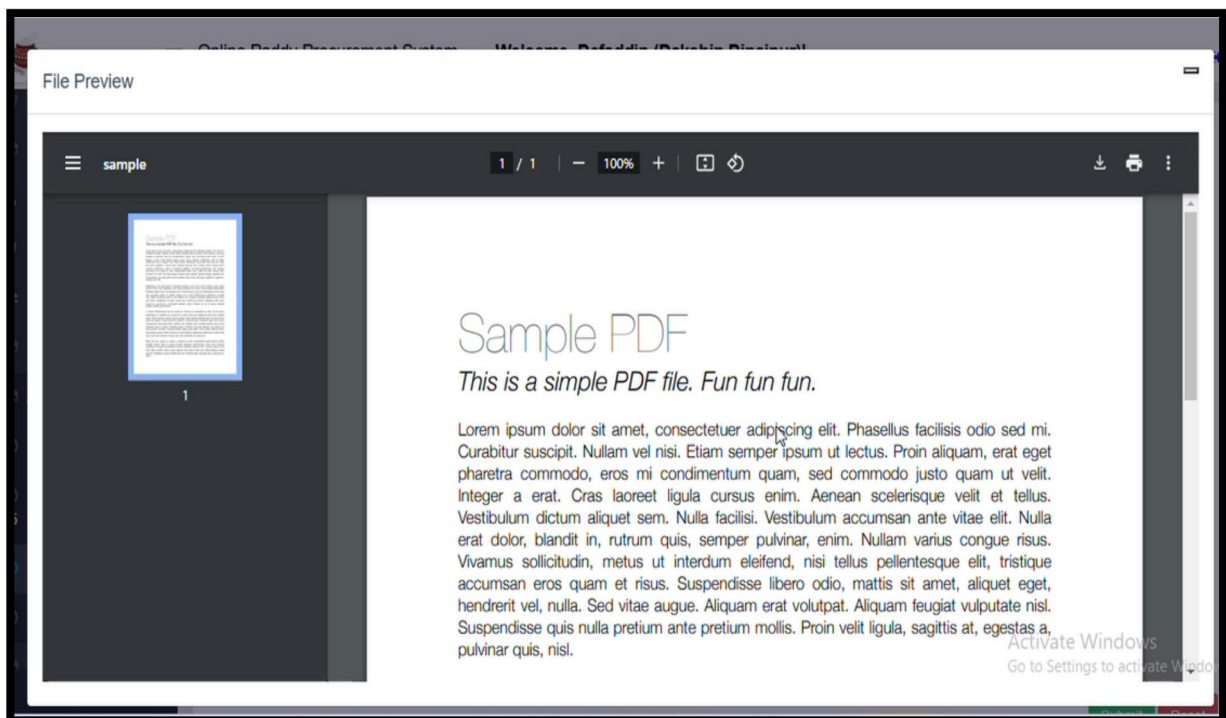 File Preview
sample
1 / 1
100%
1
Sample PDF
This is a simple PDF file. Fun fun fun.
Lorem ipsum dolor sit amet, consectetuer adipiscing elit. Phasellus facilisis odio sed mi.
Curabitur suscipit. Nullam vel nisi. Etiam semper ipsum ut lectus. Proin aliquam, erat eget
pharetra commodo, eros mi condimentum quam, sed commodo justo quam ut velit.
Integer a erat. Cras laoreet ligula cursus enim. Aenean scelerisque velit et tellus.
Vestibulum dictum aliquet sem. Nulla facilisi. Vestibulum accumsan ante vitae elit. Nulla
erat dolor, blandit in, rutrum quis, semper pulvinar, enim. Nullam varius congue risus.
Vivamus sollicitudin, metus ut interdum eleifend, nisi tellus pellentesque elit, tristique
accumsan eros quam et risus. Suspendisse libero odio, mattis sit amet, aliquet eget,
hendrerit vel, nulla. Sed vitae augue. Aliquam erat volutpat. Aliquam feugiat vulputate nisl.
Suspendisse quis nulla pretium ante pretium mollis. Proin velit ligula, sagittis at, egestas a,
pulvinar quis, nisl.
Activate Windows
Go to Settings to activate Windo